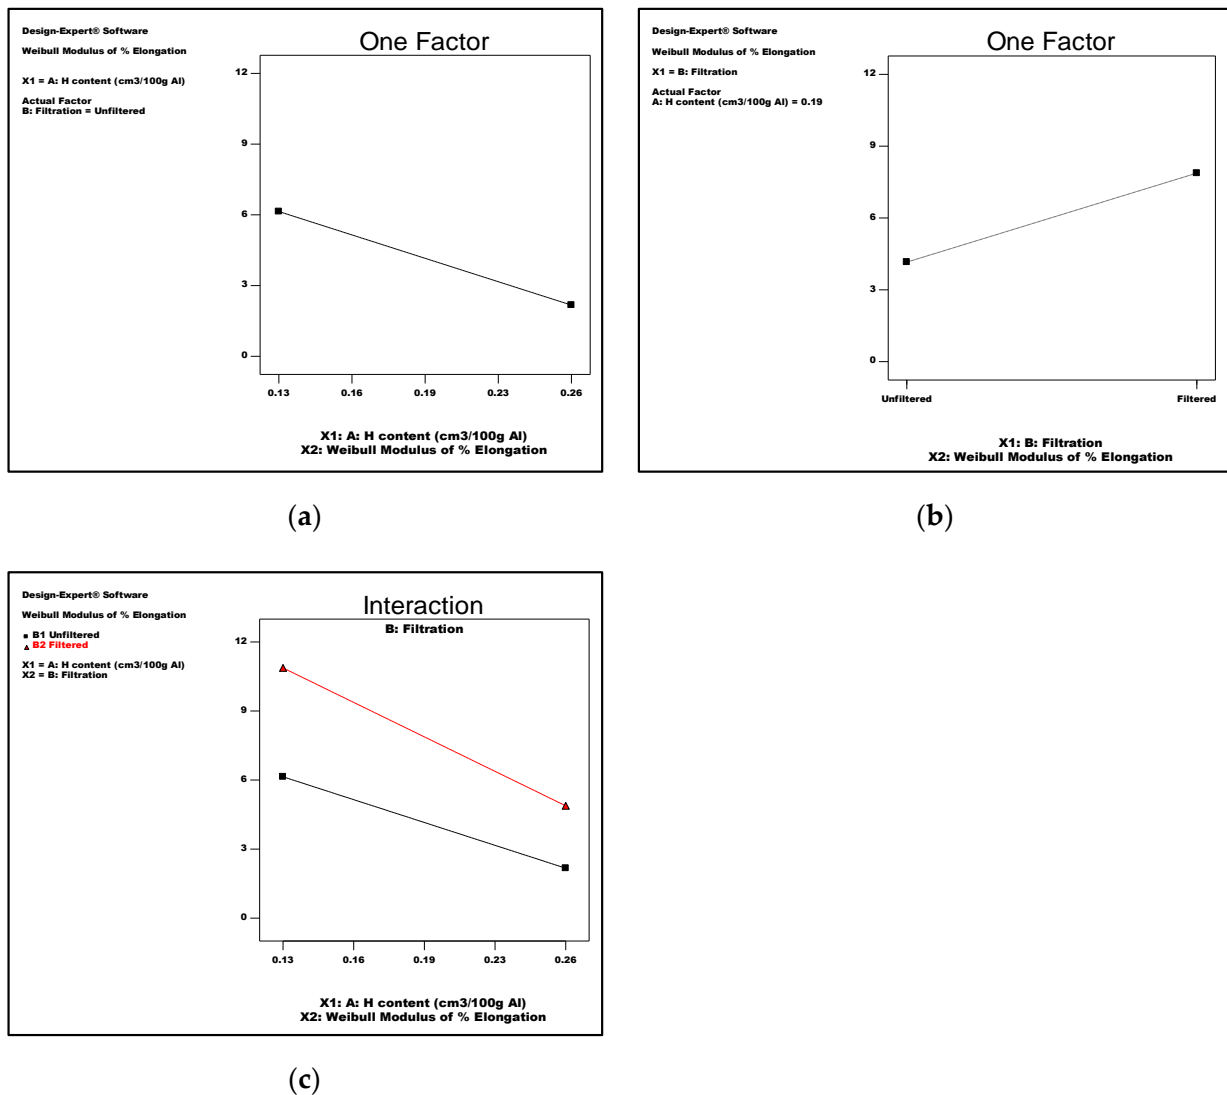 Design-Expert® Software
Weibull Modulus of % Elongation
X1 = A: H content (cm3/100g Al)
Actual Factor
B: Filtration = Unfiltered
One Factor
12
9
6
3
0
0.13 0.16 0.19 0.23 0.26
X1: A: H content (cm3/100g Al)
X2: Weibull Modulus of % Elongation
(a)
Design-Expert® Software
Weibull Modulus of % Elongation
X1 = B: Filtration
Actual Factor
A: H content (cm3/100g Al) = 0.19
One Factor
12
9
6
3
0
Unfiltered Filtered
X1: B: Filtration
X2: Weibull Modulus of % Elongation
(b)
Design-Expert® Software
Weibull Modulus of % Elongation
B1 Unfiltered
B2 Filtered
X1 = A: H content (cm3/100g Al)
X2 = B: Filtration
Interaction
B: Filtration
12
9
6
3
0
0.13 0.16 0.19 0.23 0.26
X1: A: H content (cm3/100g Al)
X2: Weibull Modulus of % Elongation
(c)